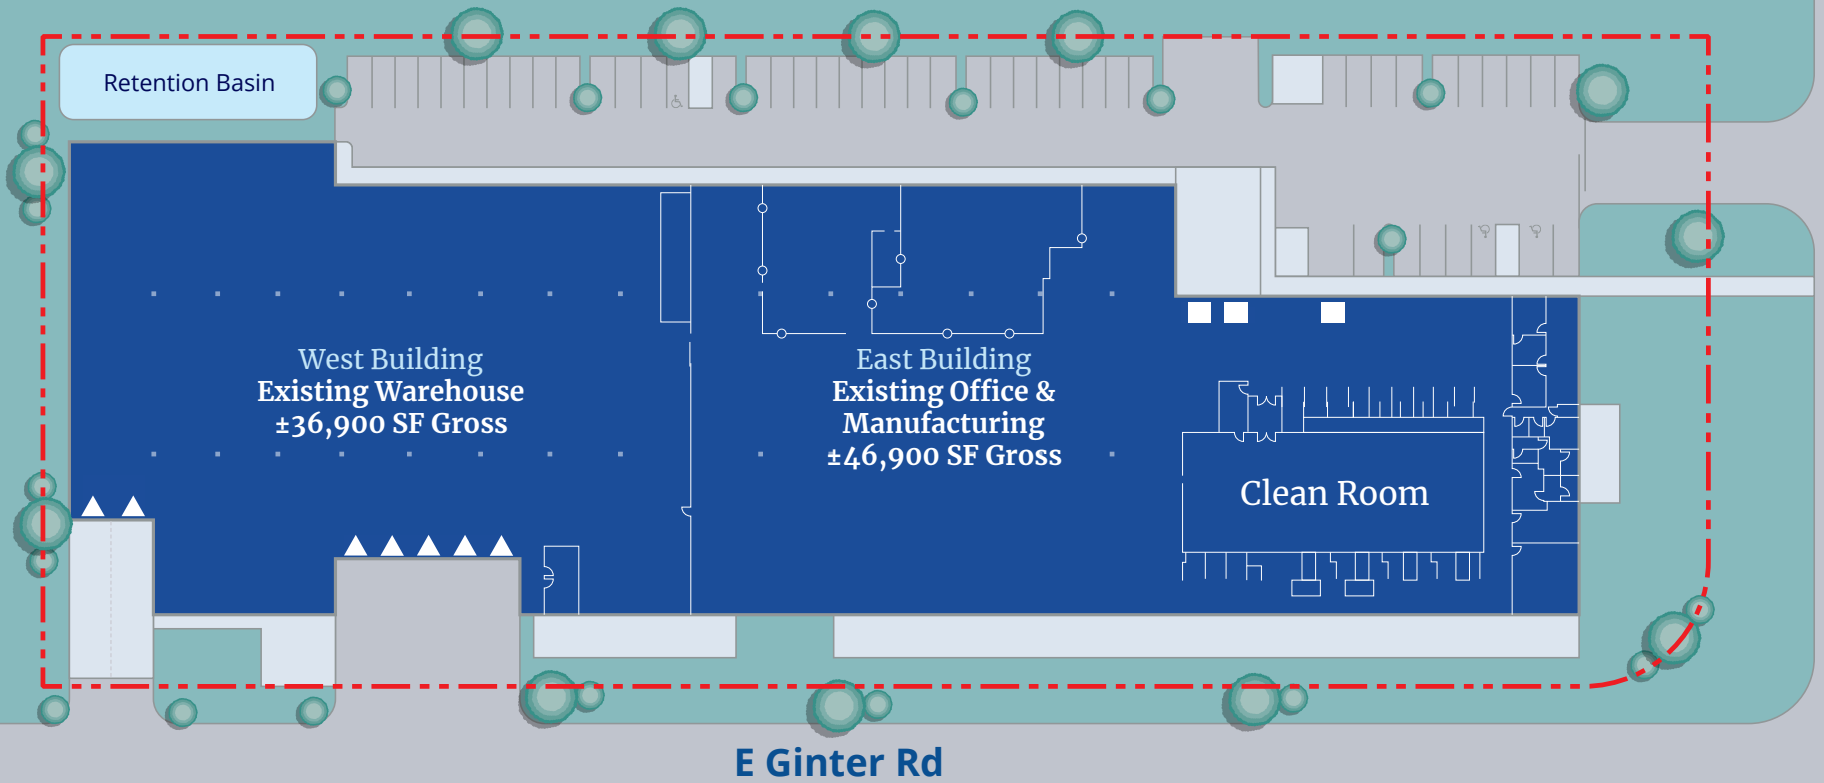 Retention Basin
West Building
Existing Warehouse
±36,900 SF Gross
East Building
Existing Office &
Manufacturing
±46,900 SF Gross
Clean Room
E Ginter Rd